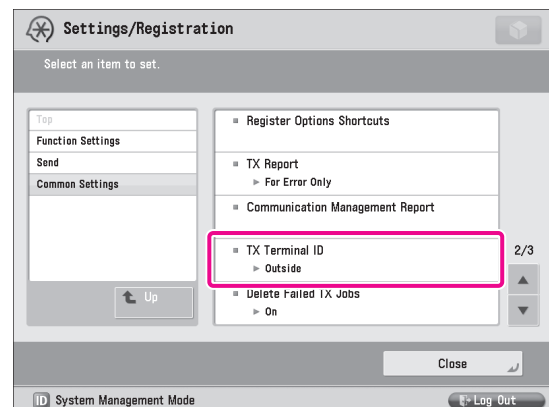 Settings/Registration
Select an item to set.
Top
Function Settings
Send
Common Settings
Up
Register Options Shortcuts
TX Report
For Error Only
Communication Management Report
TX Terminal ID
Outside
Delete Failed TX Jobs
On
2/3
Close
ID System Management Mode
Log Out